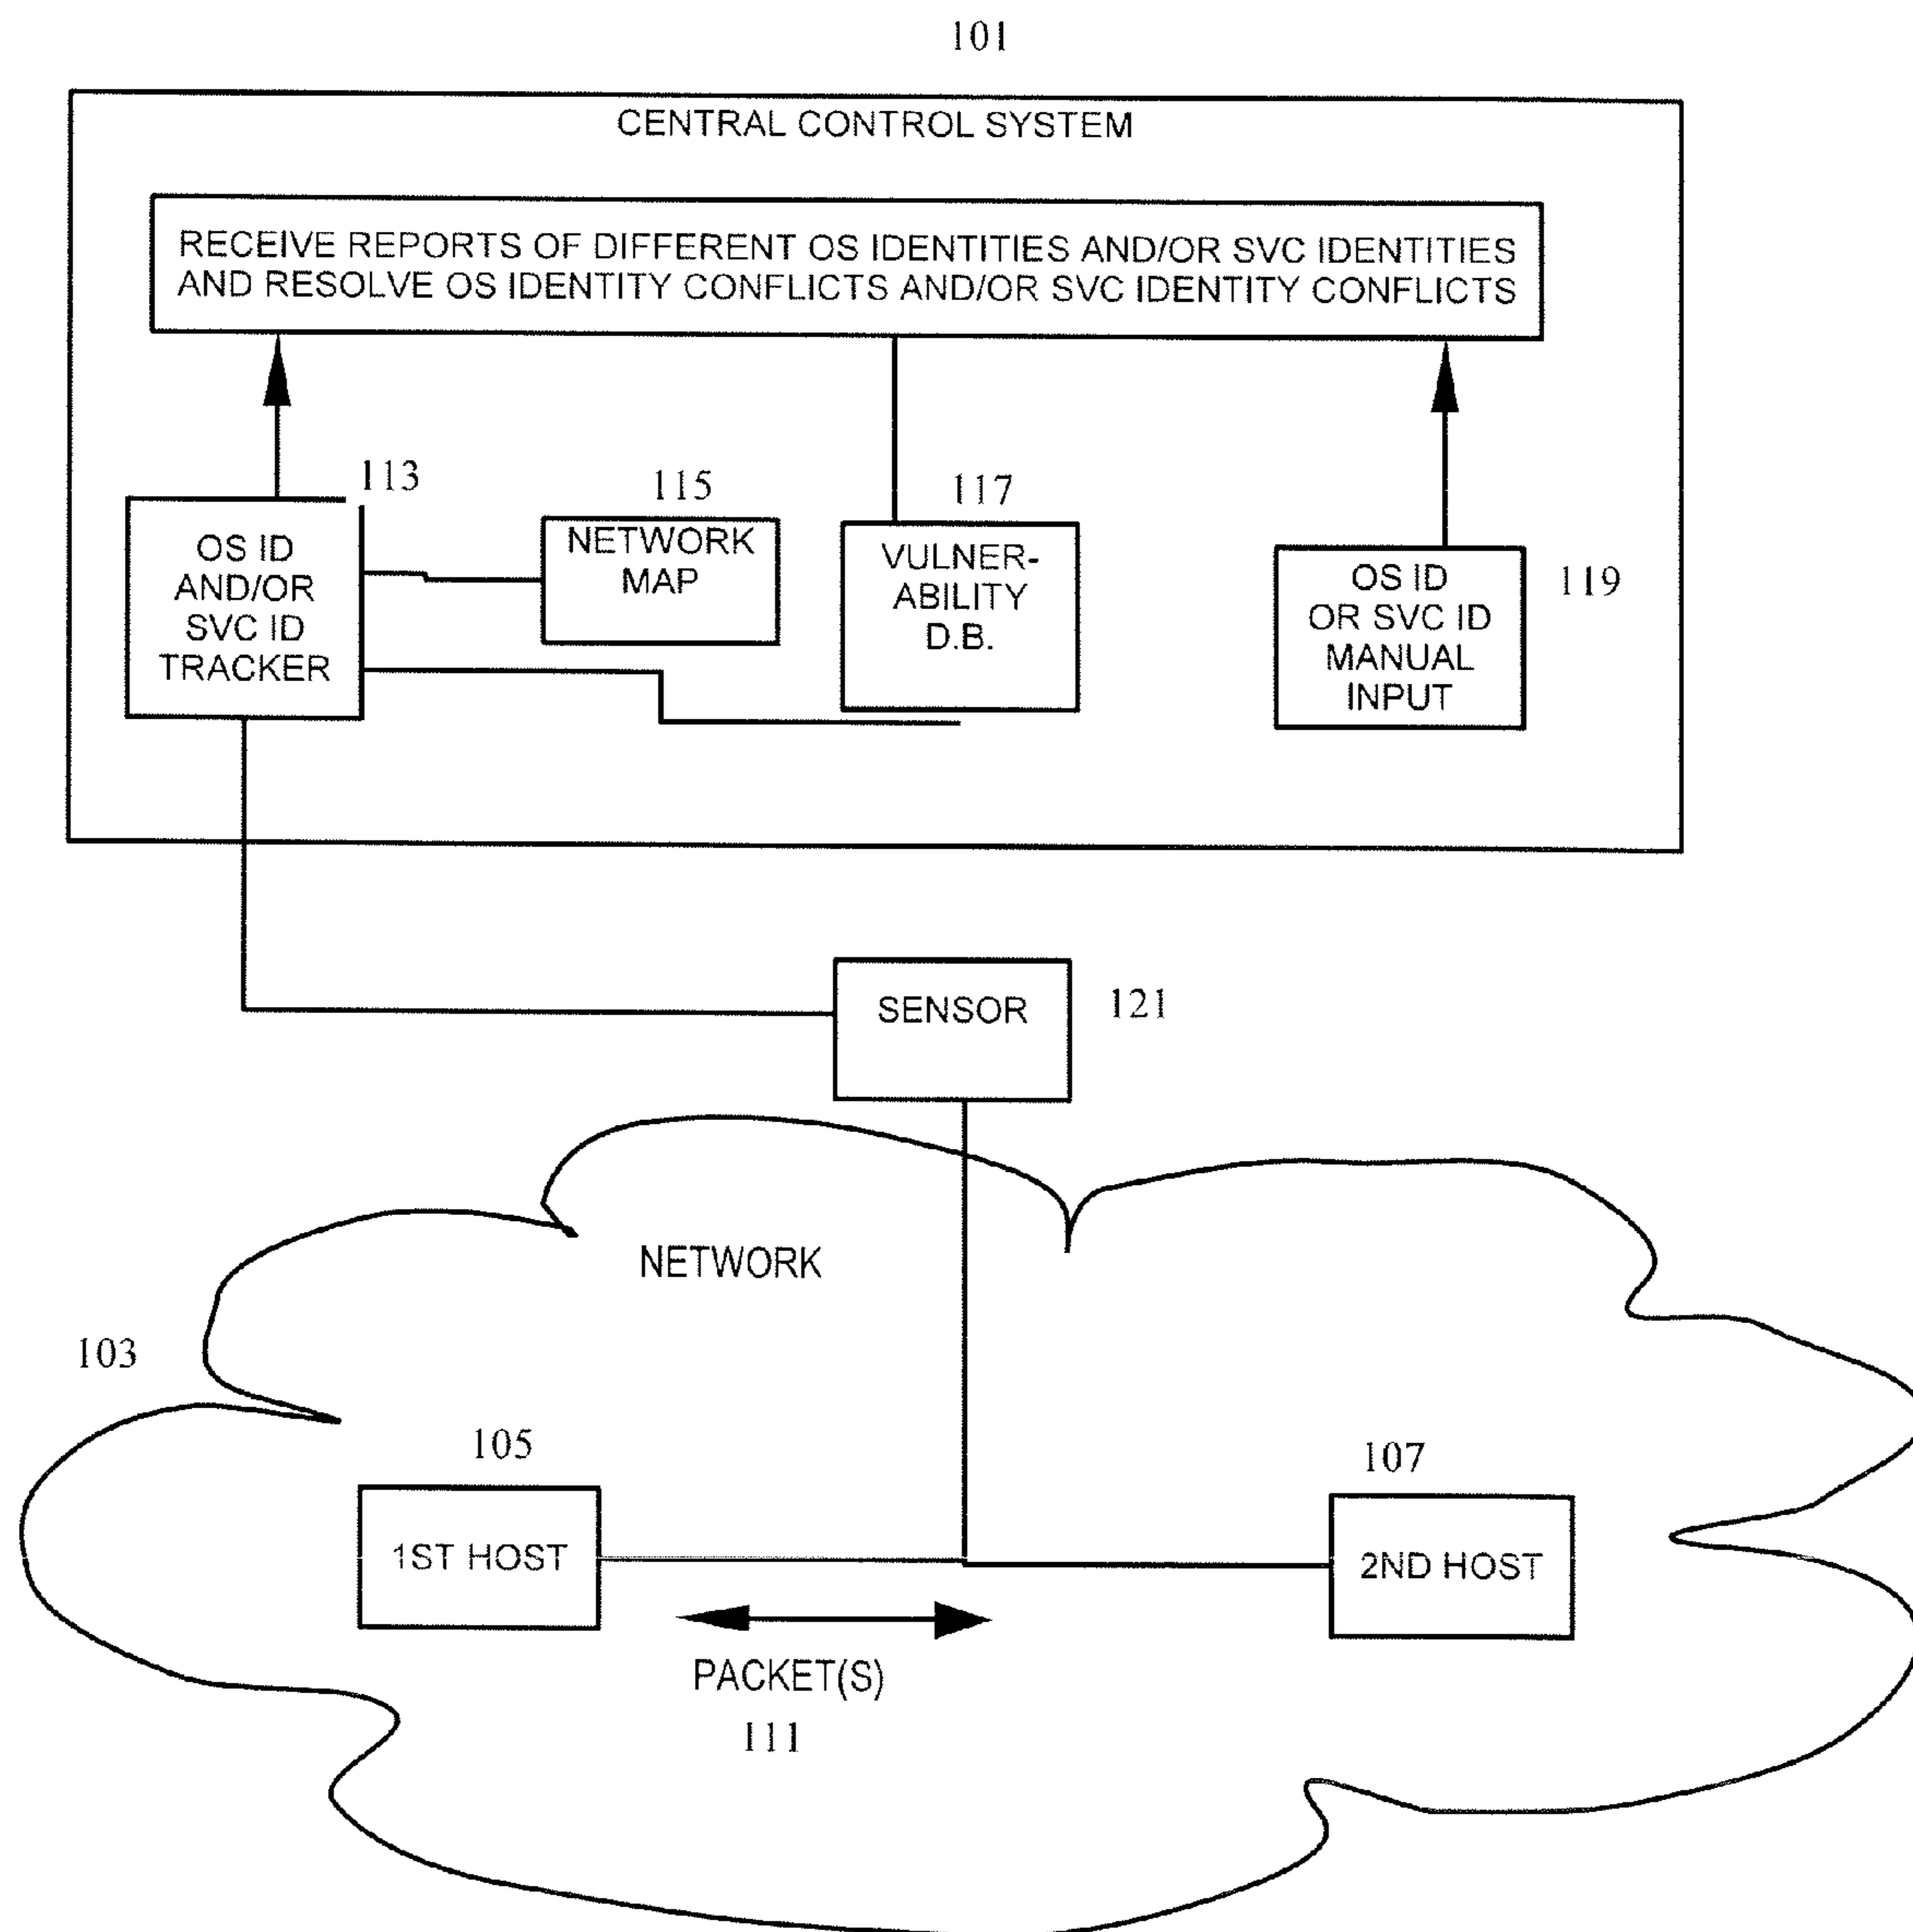 101
CENTRAL CONTROL SYSTEM
RECEIVE REPORTS OF DIFFERENT OS IDENTITIES AND/OR SVC IDENTITIES
AND RESOLVE OS IDENTITY CONFLICTS AND/OR SVC IDENTITY CONFLICTS
113
OS ID
AND/OR
SVC ID
TRACKER
115
NETWORK
MAP
117
VULNER-
ABILITY
D.B.
119
OS ID
OR SVC ID
MANUAL
INPUT
SENSOR
121
NETWORK
103
105
1ST HOST
107
2ND HOST
PACKET(S)
111